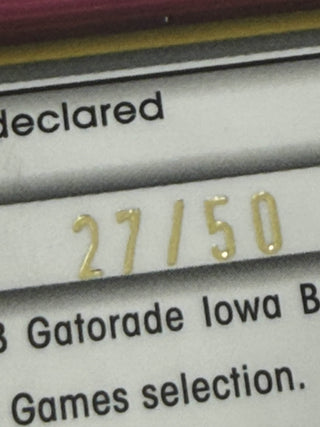 declared
27/50
Gatorade Iowa B
Games selection.